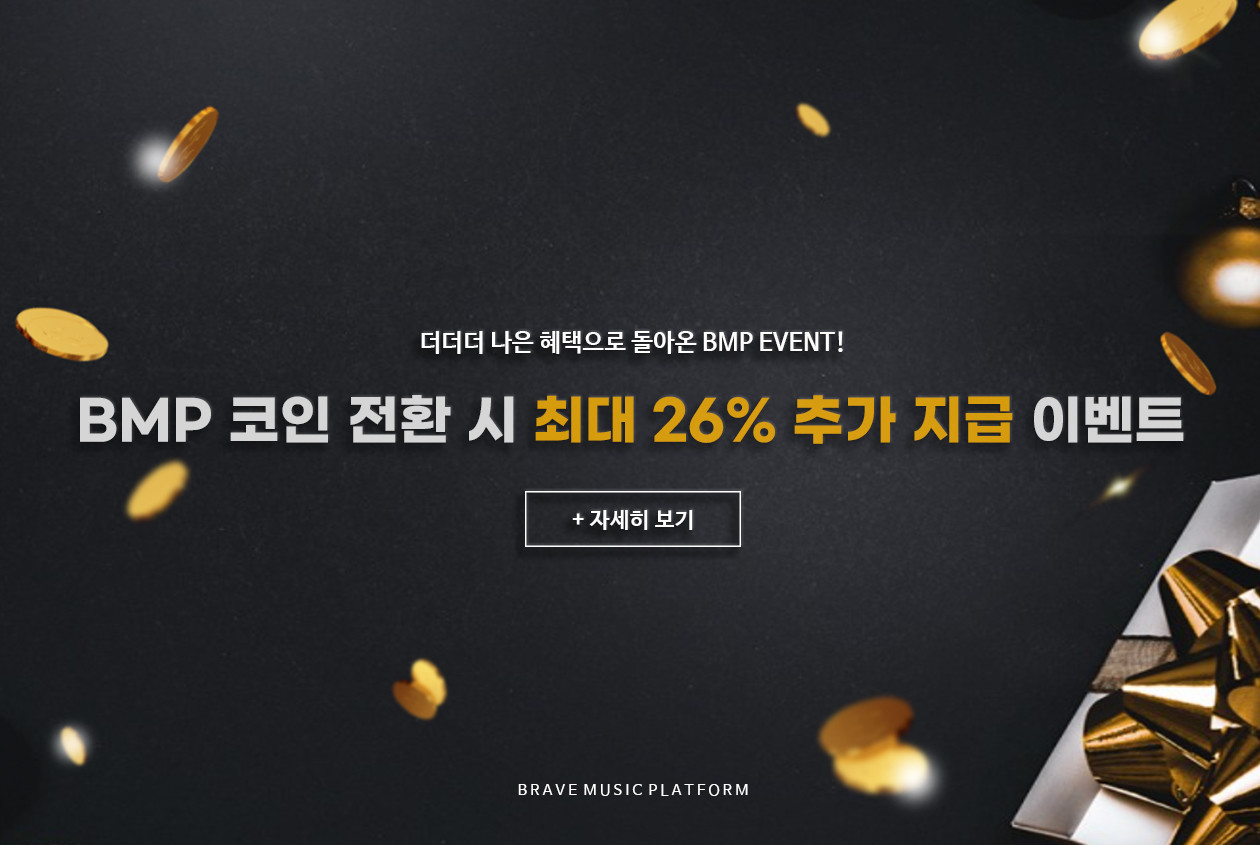 더더더 나은 혜택으로 돌아온 BMP EVENT!
BMP 코인 전환 시 최대 26% 추가 지급 이벤트
+ 자세히 보기
BRAVE MUSIC PLATFORM